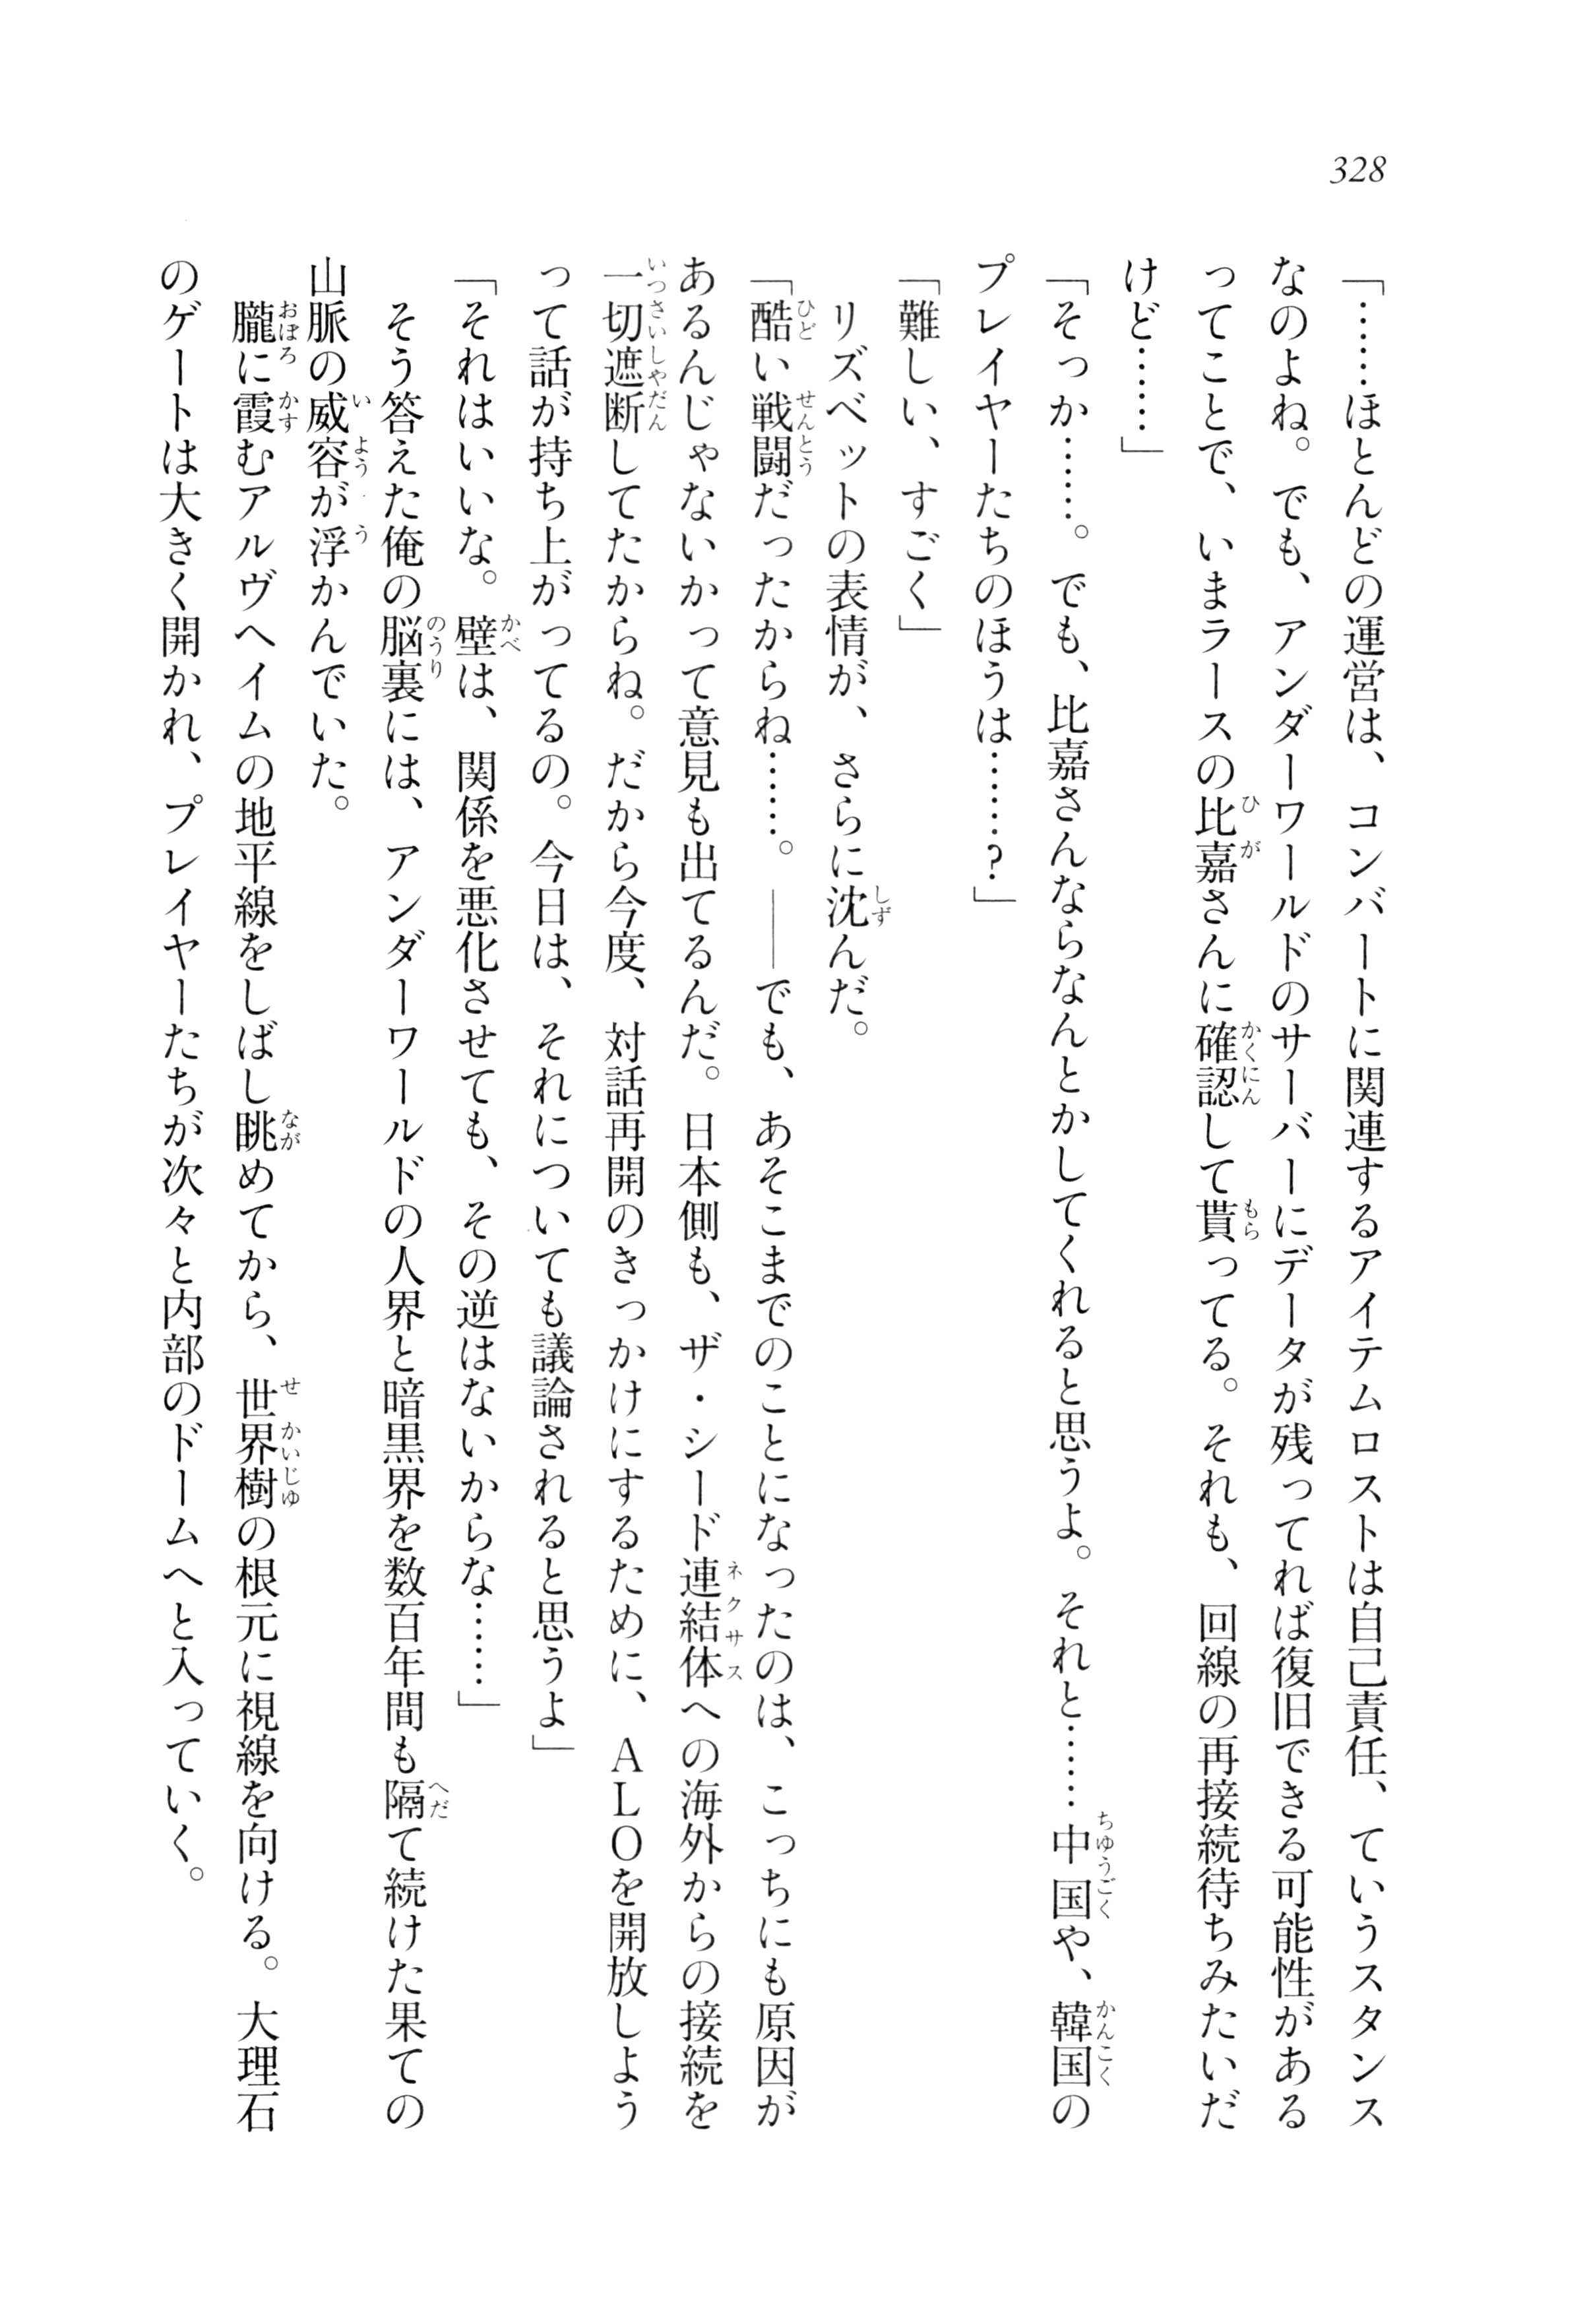 328
「……ほとんどの運営は、コンバートに関連するアイテムロストは自己責任、ていうスタンス
なのよね。でも、アンダーワールドのサーバーにデータが残ってれば復旧できる可能性がある
ってことで、いまラースの比嘉さんに確認して貰ってる。それも、回線の再接続待ちみたいだ
けど……」
「そっか……。でも、比嘉さんならなんとかしてくれると思うよ。それと……中国や、韓国の
プレイヤーたちのほうは……？」
「難しい、すごく」
　リズベットの表情が、さらに沈んだ。
「酷い戦闘だったからね……。――でも、あそこまでのことになったのは、こっちにも原因が
あるんじゃないかって意見も出てるんだ。日本側も、ザ・シード連結体への海外からの接続を
一切遮断してたからね。だから今度、対話再開のきっかけにするために、ＡＬＯを開放しよう
って話が持ち上がってるの。今日は、それについても議論されると思うよ」
「それはいいな。壁は、関係を悪化させても、その逆はないからな……」
　そう答えた俺の脳裏には、アンダーワールドの人界と暗黒界を数百年間も隔て続けた果ての
山脈の威容が浮かんでいた。
　朧に霞むアルヴヘイムの地平線をしばし眺めてから、世界樹の根元に視線を向ける。大理石
のゲートは大きく開かれ、プレイヤーたちが次々と内部のドームへと入っていく。